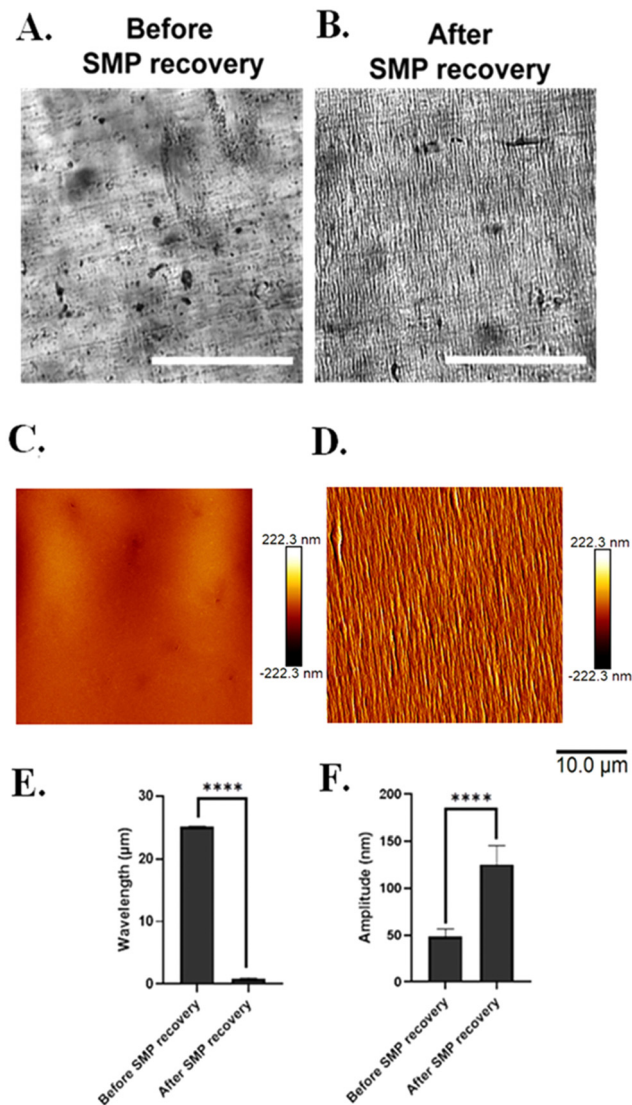 A.
Before
SMP recovery
B.
After
SMP recovery
C.
222.3 nm
-222.3 nm
D.
222.3 nm
-222.3 nm
10.0 µm
E.
****
Wavelength (µm)
30
20
10
0
Before SMP recovery
After SMP recovery
F.
****
Amplitude (nm)
200
150
100
50
0
Before SMP recovery
After SMP recovery